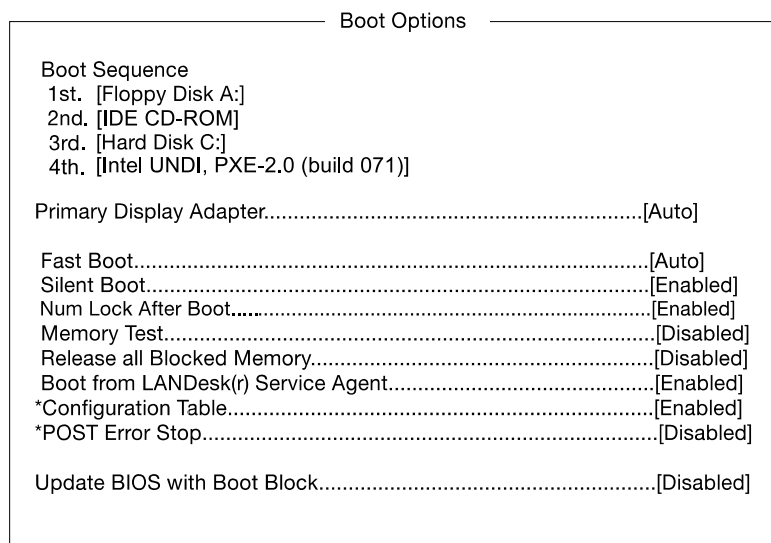 Boot Options
Boot Sequence
1st. [Floppy Disk A:]
2nd. [IDE CD-ROM]
3rd. [Hard Disk C:]
4th. [Intel UNDI, PXE-2.0 (build 071)]
Primary Display Adapter................................................................[Auto]
Fast Boot.....................................................................................[Auto]
Silent Boot...................................................................................[Enabled]
Num Lock After Boot.....................................................................[Enabled]
Memory Test................................................................................[Disabled]
Release all Blocked Memory.........................................................[Disabled]
Boot from LANDesk(r) Service Agent............................................[Enabled]
*Configuration Table......................................................................[Enabled]
*POST Error Stop..........................................................................[Disabled]
Update BIOS with Boot Block.......................................................[Disabled]